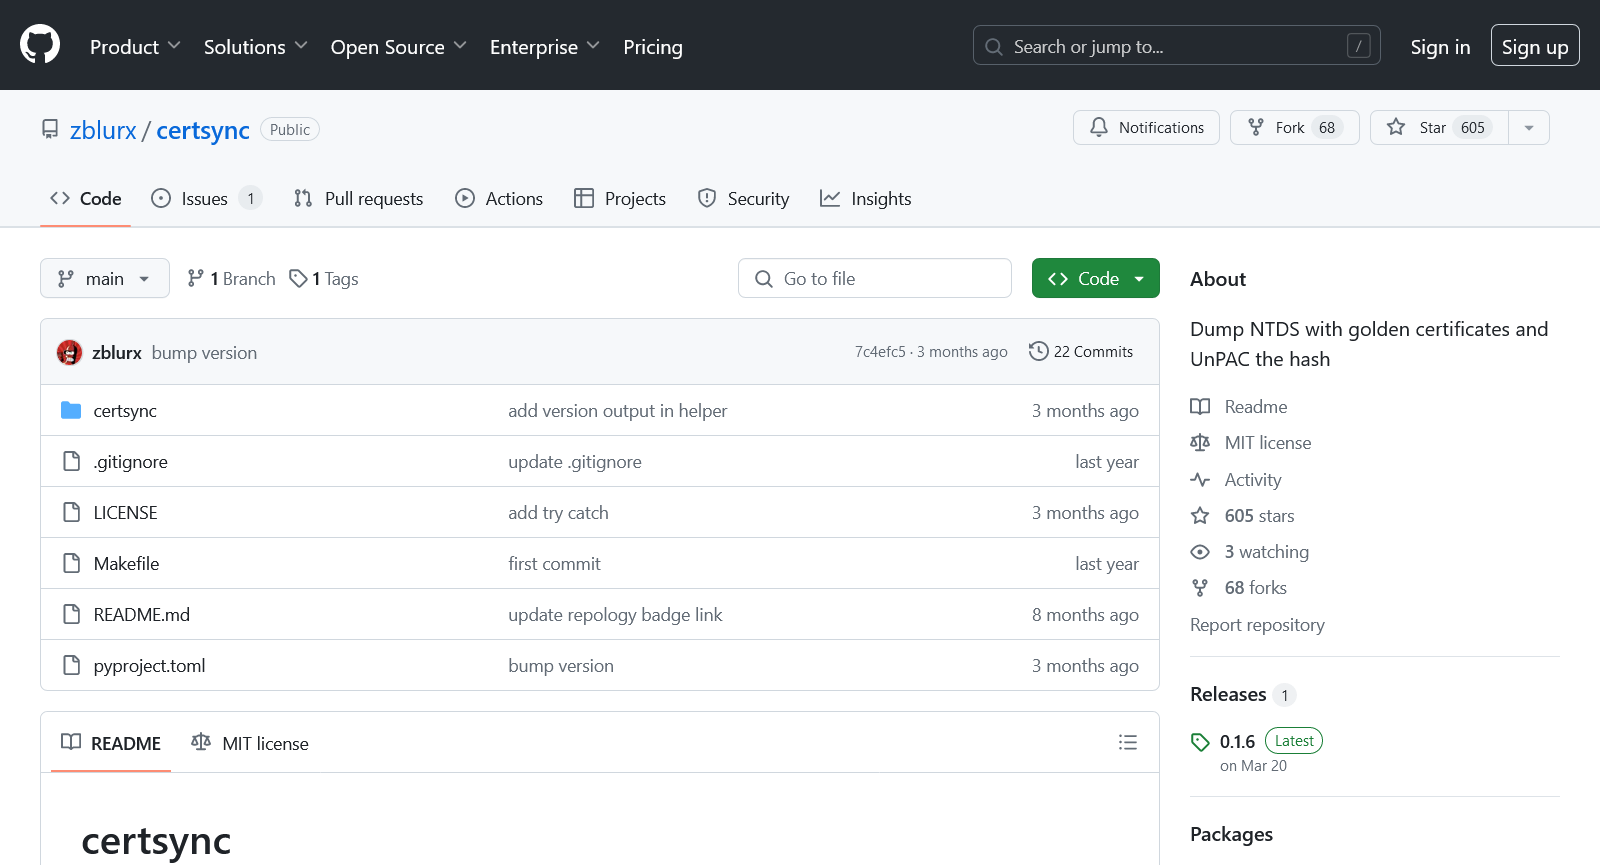 Product Solutions Open Source Enterprise Pricing Search or jump to... / Sign in Sign up
zblurx / certsync Public Notifications Fork 68 Star 605
Code Issues 1 Pull requests Actions Projects Security Insights
main 1 Branch 1 Tags Go to file Code
zblurx bump version 7c4efc5 · 3 months ago 22 Commits
certsync add version output in helper 3 months ago
.gitignore update .gitignore last year
LICENSE add try catch 3 months ago
Makefile first commit last year
README.md update repology badge link 8 months ago
pyproject.toml bump version 3 months ago
README MIT license
certsync
About
Dump NTDS with golden certificates and
UnPAC the hash
Readme
MIT license
Activity
605 stars
3 watching
68 forks
Report repository
Releases 1
0.1.6 Latest
on Mar 20
Packages